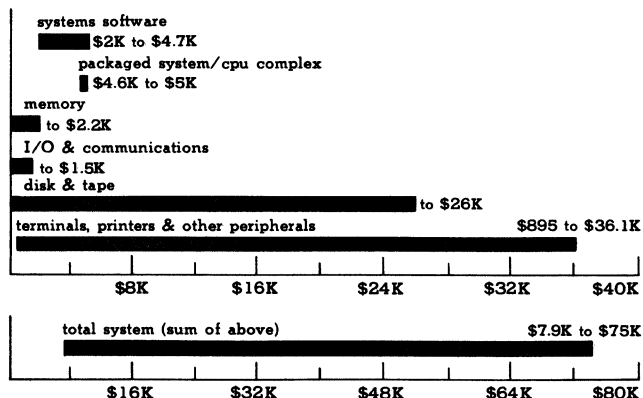 systems software
$2K to $4.7K
packaged system/cpu complex
$4.6K to $5K
memory
to $2.2K
I/O & communications
to $1.5K
disk & tape
to $26K
terminals, printers & other peripherals $895 to $36.1K
$8K $16K $24K $32K $40K
total system (sum of above) $7.9K to $75K
$16K $32K $48K $64K $80K